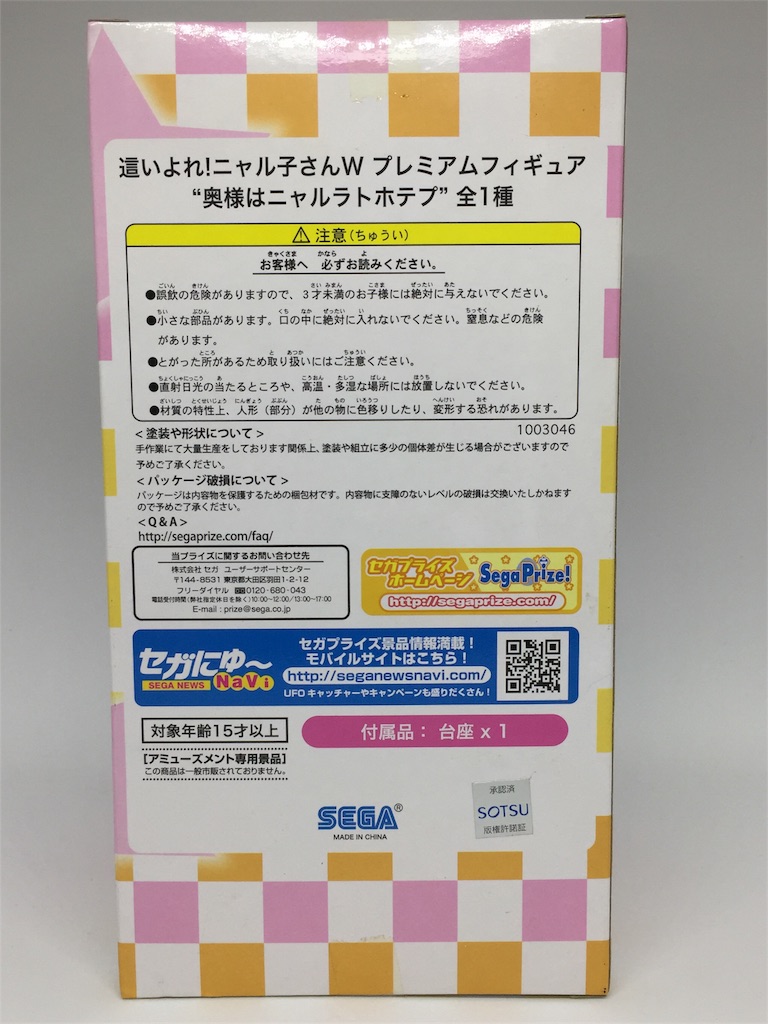 這いよれ!ニャル子さんW プレミアムフィギュア
“奥様はニャルラトホテプ” 全1種
注意(ちゅうい)
お客様へ 必ずお読みください。
●誤飲の危険がありますので、3才未満のお子様には絶対に与えないでください。
●小さな部品があります。口の中に絶対に入れないでください。窒息などの危険
があります。
●とがった所があるため取り扱いにはご注意ください。
●直射日光の当たるところや、高温・多湿な場所には放置しないでください。
●材質の特性上、人形(部分)が他の物に色移りしたり、変形する恐れがあります。
1003046
<塗装や形状について>
手作業にて大量生産をしております関係上、塗装や組立に多少の個体差が生じる場合がございますので
予めご了承ください。
<パッケージ破損について>
パッケージは内容物を保護するための梱包材です。内容物に支障のないレベルの破損は交換いたしかねます
ので予めご了承ください。
<Q&A>
http://segaprize.com/faq/
当プライズに関するお問い合わせ先
株式会社 セガ ユーザーサポートセンター
〒144-8531 東京都大田区羽田1-2-12
フリーダイヤル 0120-680-043
電話受付時間(弊社指定休日を除く)10:00~12:00/13:00~17:00
E-mail : prize@sega.co.jp
セガプライズ
ホームページ
SegaPrize!
http://segaprize.com/
セガにゅ〜
SEGA NEWS NaVi
セガプライズ景品情報満載!
モバイルサイトはこちら!
http://seganewsnavi.com/
UFOキャッチャーやキャンペーンも盛りだくさん!
対象年齢15才以上
付属品: 台座 x 1
[アミューズメント専用景品]
この商品は一般市販されておりません。
SEGA®
MADE IN CHINA
承認済
SOTSU
版権許諾証